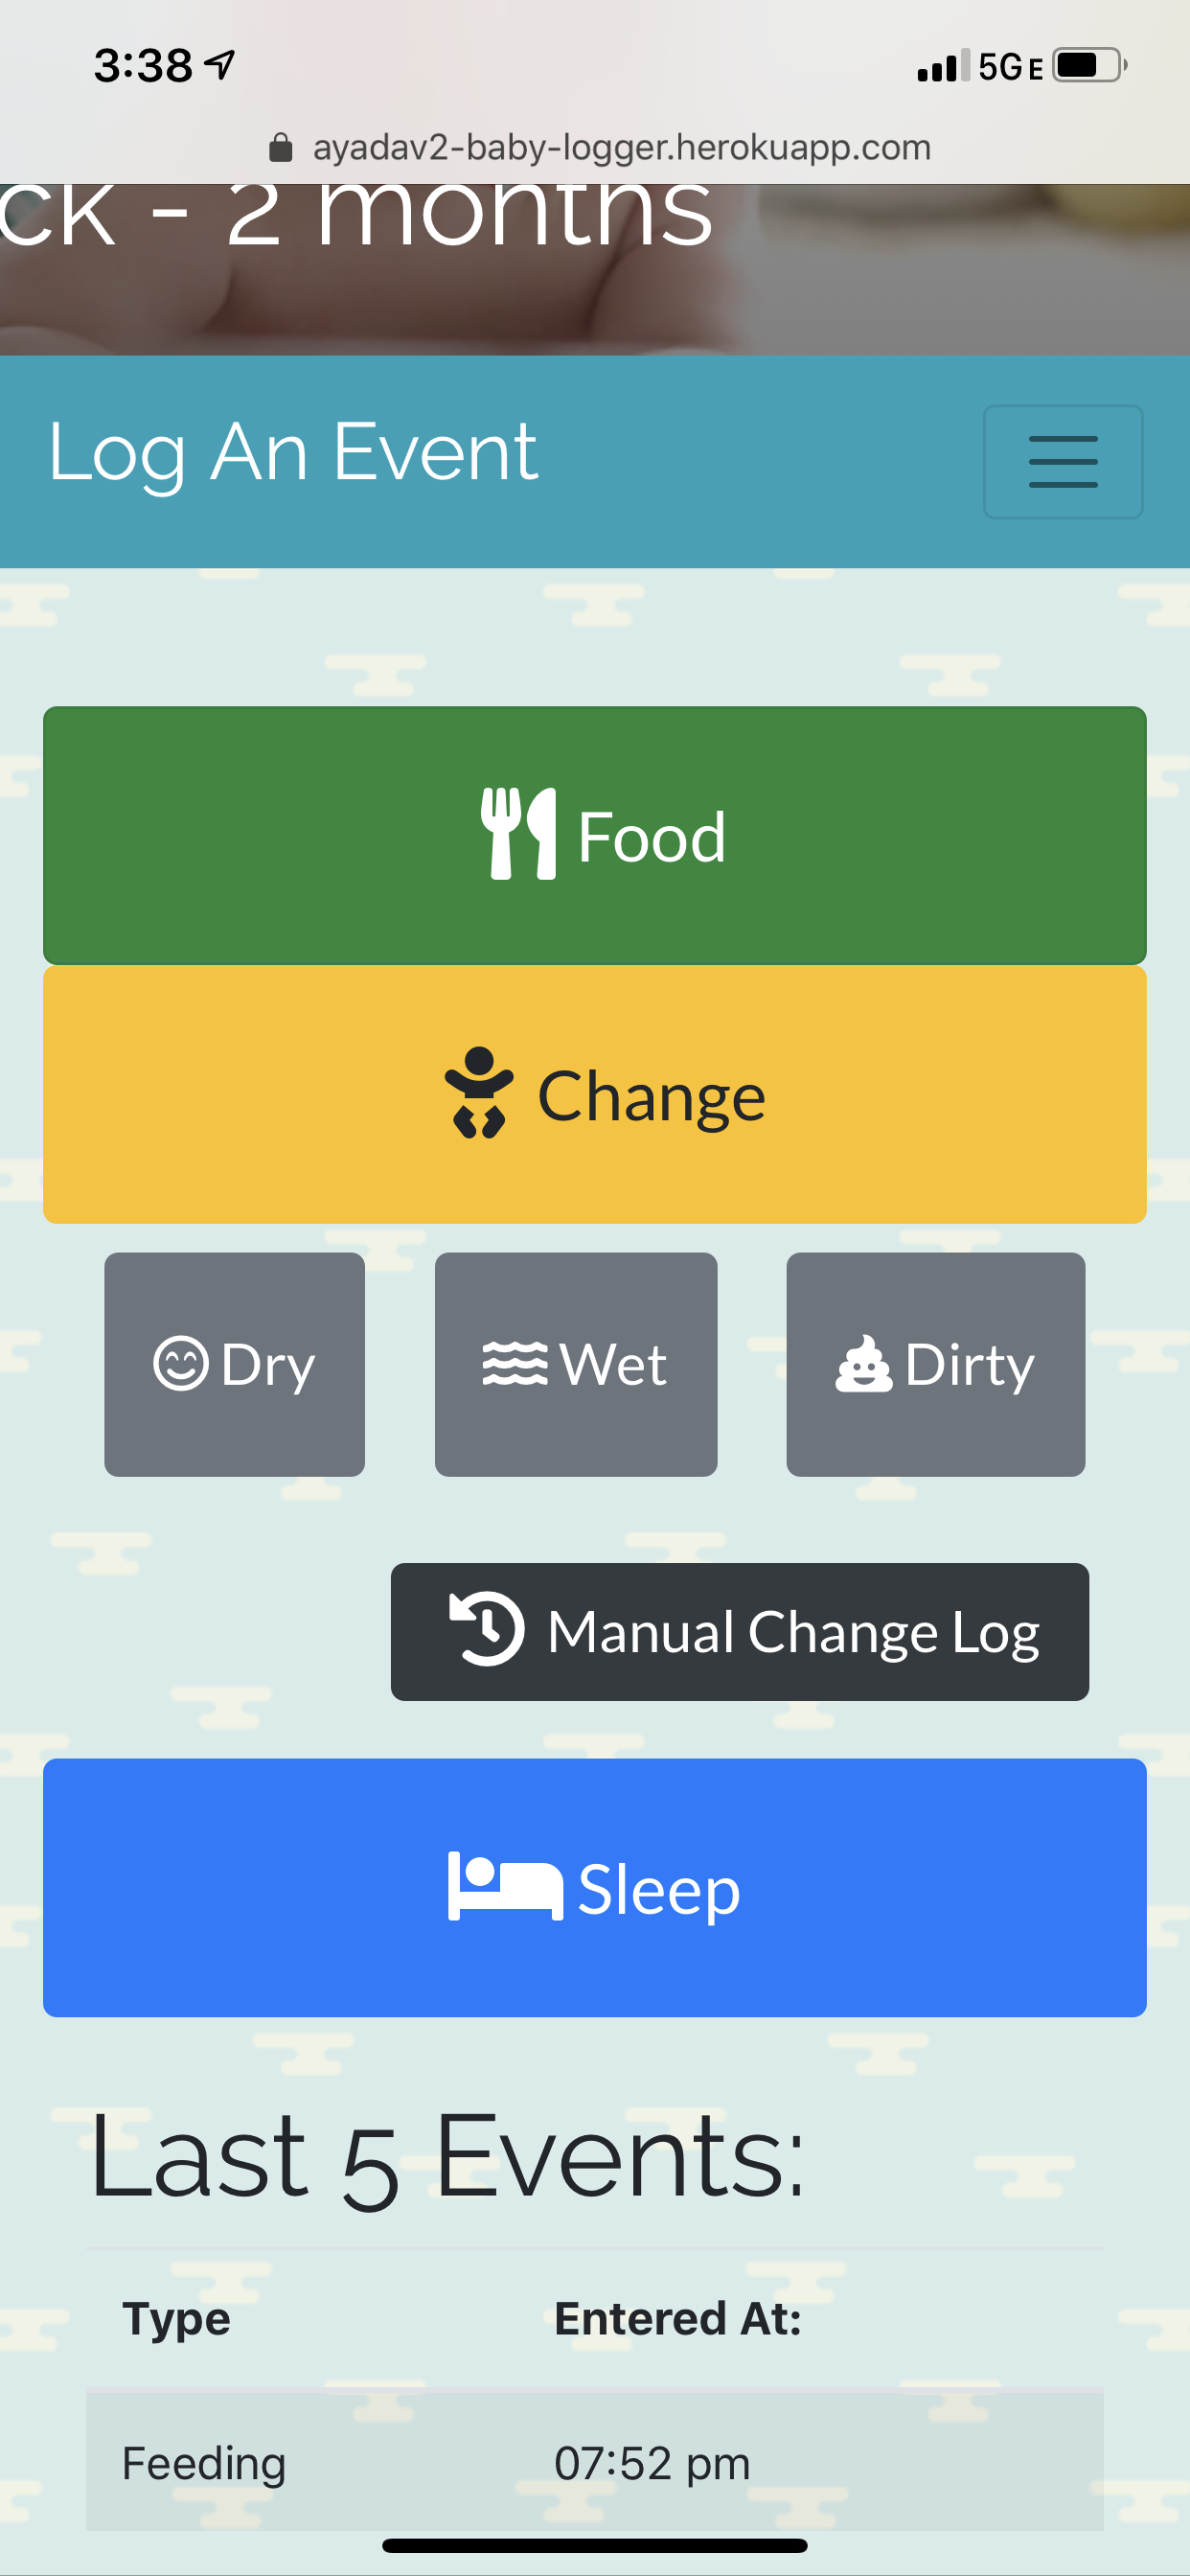 3:38 5G E
ayadav2-baby-logger.herokuapp.com
ck - 2 months
Log An Event
Food
Change
Dry Wet Dirty
Manual Change Log
Sleep
Last 5 Events:
Type Entered At:
Feeding 07:52 pm